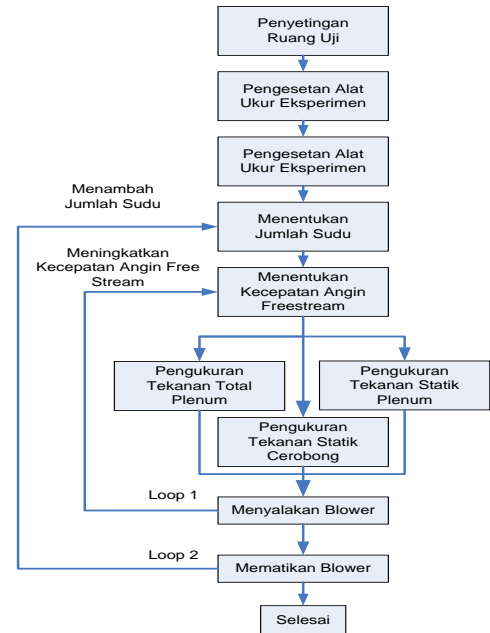 Penyetingan
Ruang Uji
Pengesetan Alat
Ukur Eksperimen
Pengesetan Alat
Ukur Eksperimen
Menambah
Jumlah Sudu
Menentukan
Jumlah Sudu
Meningkatkan
Kecepatan Angin Free
Stream
Menentukan
Kecepatan Angin
Freestream
Pengukuran
Tekanan Total
Plenum
Pengukuran
Tekanan Statik
Plenum
Pengukuran
Tekanan Statik
Cerobong
Loop 1
Menyalakan Blower
Loop 2
Mematikan Blower
Selesai